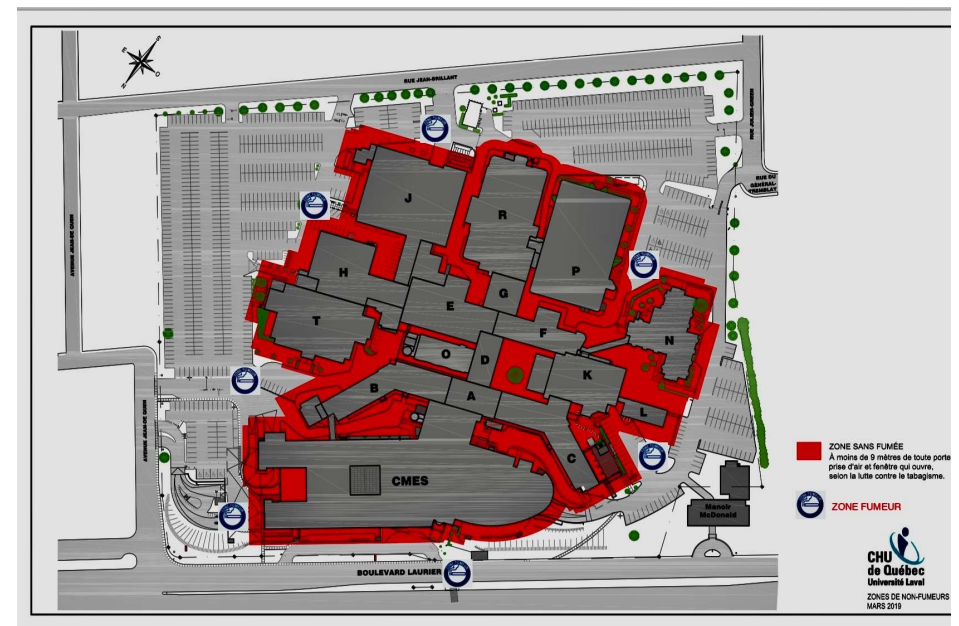 RUE JEAN-BRILLANT
RUE JULIEN-GREEN
RUE DU
GÉNÉRAL-
TREMBLAY
AVENUE JEAN-DE QUEN
AVENUE JEAN-DE QUEN
BOULEVARD LAURIER
N
E
S
O
J
R
P
H
T
E
G
F
N
O
D
K
B
A
L
C
CMES
Manoir
McDonald
ZONE SANS FUMÉE
À moins de 9 mètres de toute porte
prise d'air et fenêtre qui ouvre,
selon la lutte contre le tabagisme.
ZONE FUMEUR
CHU
de Québec
Université Laval
ZONES DE NON-FUMEURS
MARS 2019